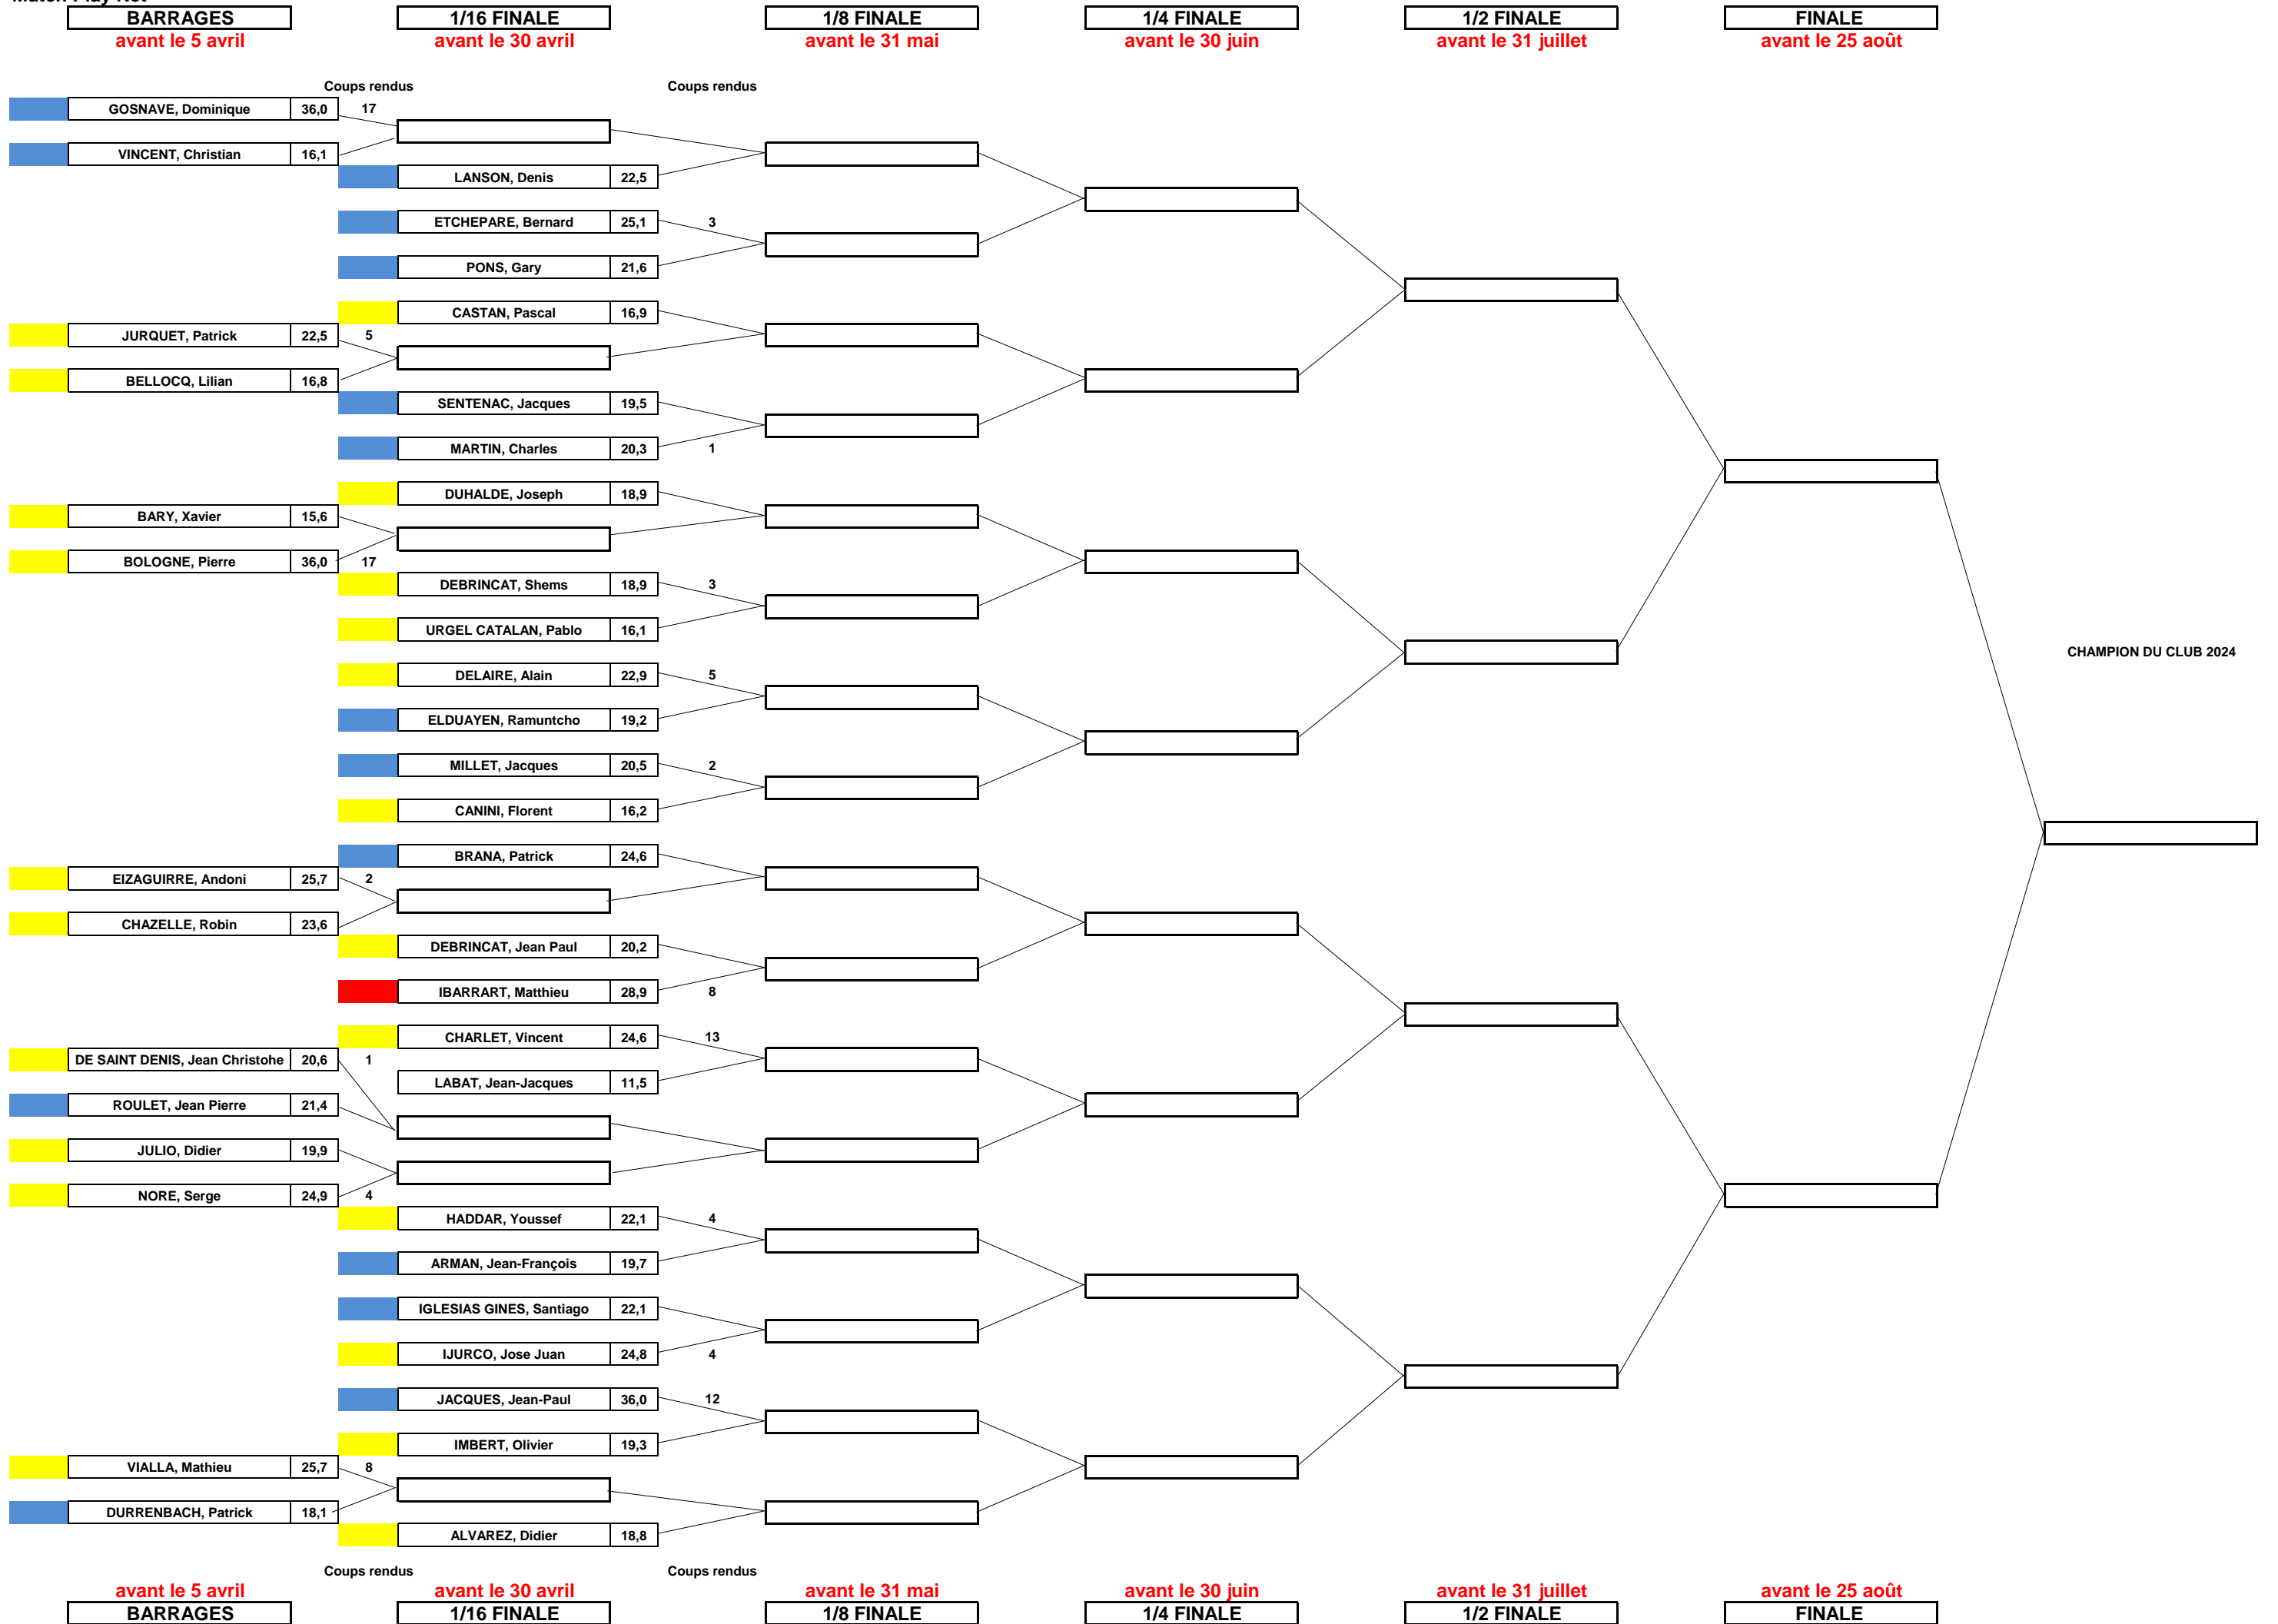 BARRAGES 1/16 FINALE 1/8 FINALE 1/4 FINALE 1/2 FINALE FINALE
avant le 5 avril avant le 30 avril avant le 31 mai avant le 30 juin avant le 31 juillet avant le 25 août
Coups rendus Coups rendus
GOSNAVE, Dominique 36,0 17
VINCENT, Christian 16,1
LANSON, Denis 22,5
ETCHEPARE, Bernard 25,1 3
PONS, Gary 21,6
CASTAN, Pascal 16,9
JURQUET, Patrick 22,5 5
BELLOCQ, Lilian 16,8
SENTENAC, Jacques 19,5
MARTIN, Charles 20,3 1
DUHALDE, Joseph 18,9
BARY, Xavier 15,6
BOLOGNE, Pierre 36,0 17
DEBRINCAT, Shems 18,9 3
URGEL CATALAN, Pablo 16,1
CHAMPION DU CLUB 2024
DELAIRE, Alain 22,9 5
ELDUAYEN, Ramuntcho 19,2
MILLET, Jacques 20,5 2
CANINI, Florent 16,2
BRANA, Patrick 24,6
EIZAGUIRRE, Andoni 25,7 2
CHAZELLE, Robin 23,6
DEBRINCAT, Jean Paul 20,2
IBARRART, Matthieu 28,9 8
CHARLET, Vincent 24,6 13
DE SAINT DENIS, Jean Christohe 20,6 1
LABAT, Jean-Jacques 11,5
ROULET, Jean Pierre 21,4
JULIO, Didier 19,9
NORE, Serge 24,9 4
HADDAR, Youssef 22,1 4
ARMAN, Jean-François 19,7
IGLESIAS GINES, Santiago 22,1
IJURCO, Jose Juan 24,8 4
JACQUES, Jean-Paul 36,0 12
IMBERT, Olivier 19,3
VIALLA, Mathieu 25,7 8
DURRENBACH, Patrick 18,1
ALVAREZ, Didier 18,8
Coups rendus Coups rendus
avant le 5 avril avant le 30 avril avant le 31 mai avant le 30 juin avant le 31 juillet avant le 25 août
BARRAGES 1/16 FINALE 1/8 FINALE 1/4 FINALE 1/2 FINALE FINALE